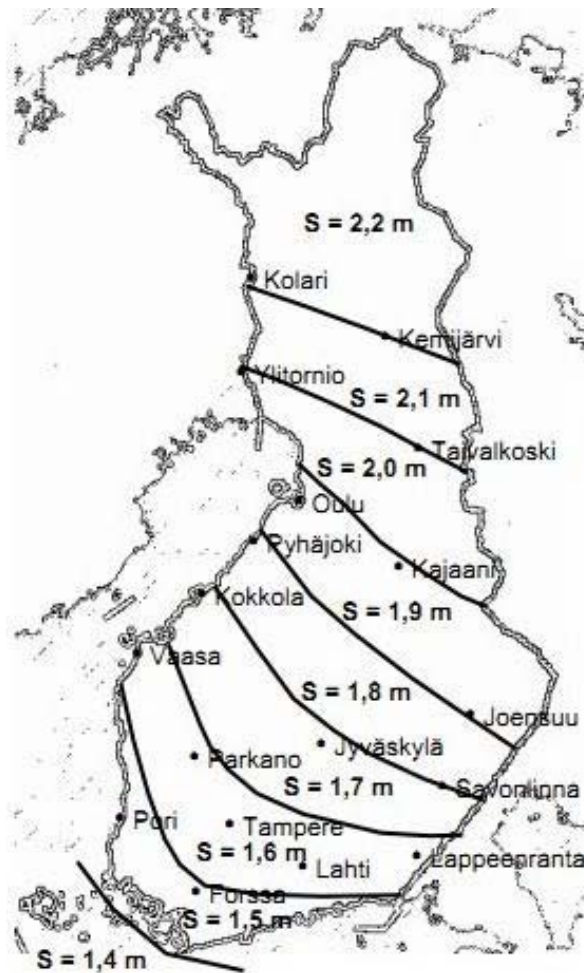 S = 2,2 m
Kolari
Kemijärvi
Ylitornio
S = 2,1 m
Taivalkoski
S = 2,0 m
Oulu
Pyhäjoki
Kajaani
Kokkola
S = 1,9 m
Vaasa
S = 1,8 m
Joensuu
Jyväskylä
Parkano
S = 1,7 m
Savonlinna
Pori
Tampere
S = 1,6 m
Lahti
Lappeenranta
Forssa
S = 1,5 m
S = 1,4 m